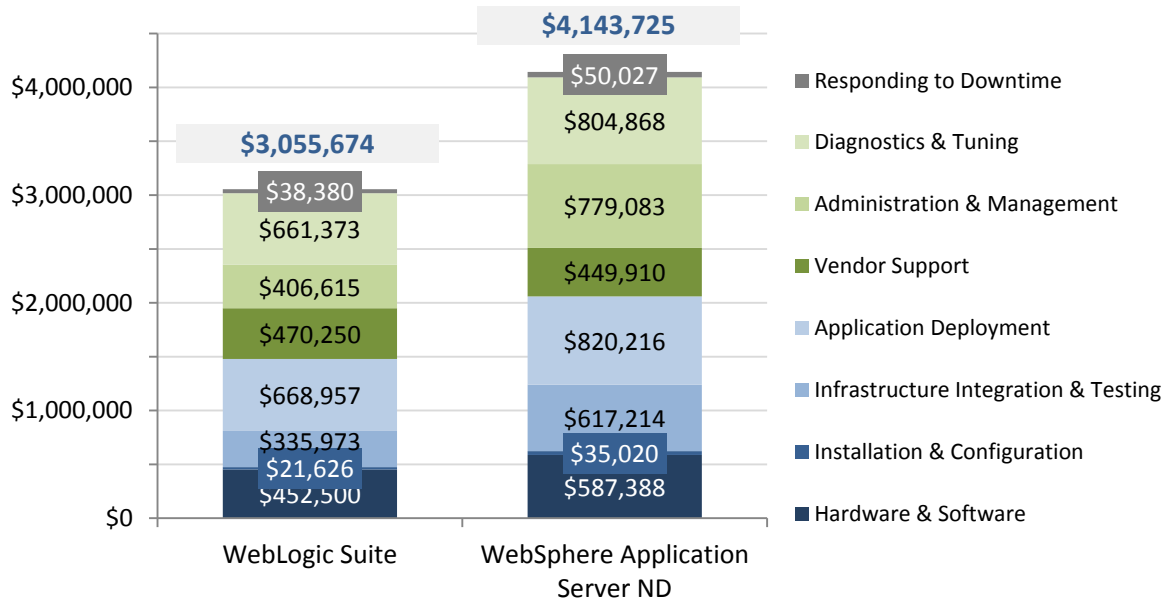 $4,143,725
$4,000,000
$3,000,000
$2,000,000
$1,000,000
$0
$3,055,674
$38,380
$661,373
$406,615
$470,250
$668,957
$335,973
$21,626
$452,500
$50,027
$804,868
$779,083
$449,910
$820,216
$617,214
$35,020
$587,388
WebLogic Suite
WebSphere Application
Server ND
Responding to Downtime
Diagnostics & Tuning
Administration & Management
Vendor Support
Application Deployment
Infrastructure Integration & Testing
Installation & Configuration
Hardware & Software